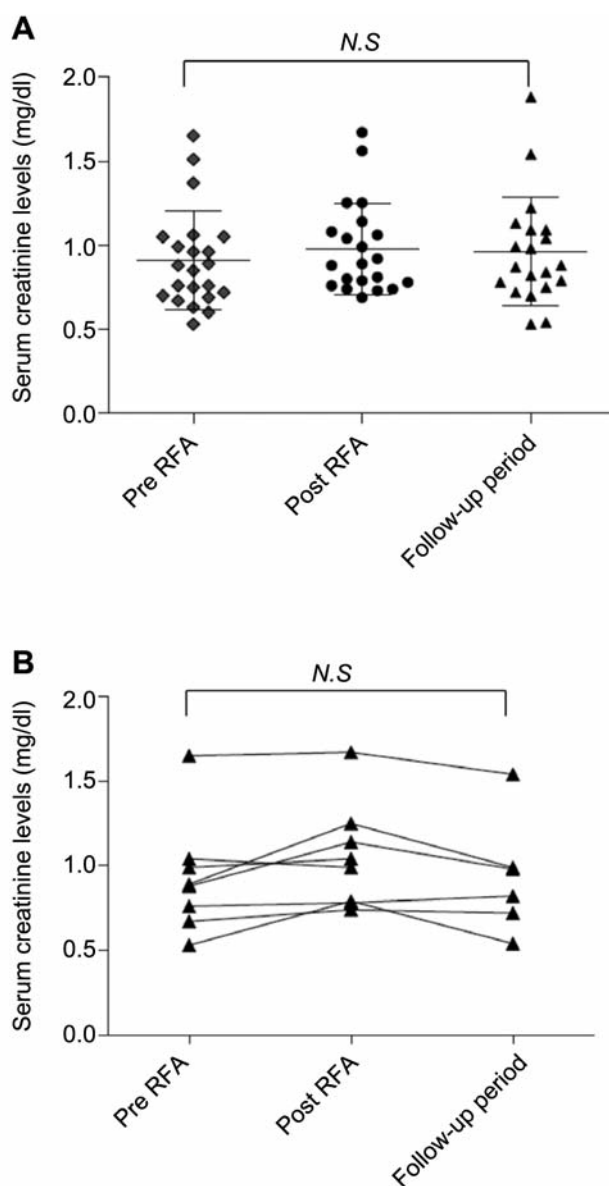 A
N.S
Serum creatinine levels (mg/dl)
2.0
1.5
1.0
0.5
0.0
Pre RFA
Post RFA
Follow-up period
B
N.S
Serum creatinine levels (mg/dl)
2.0
1.5
1.0
0.5
0.0
Pre RFA
Post RFA
Follow-up period